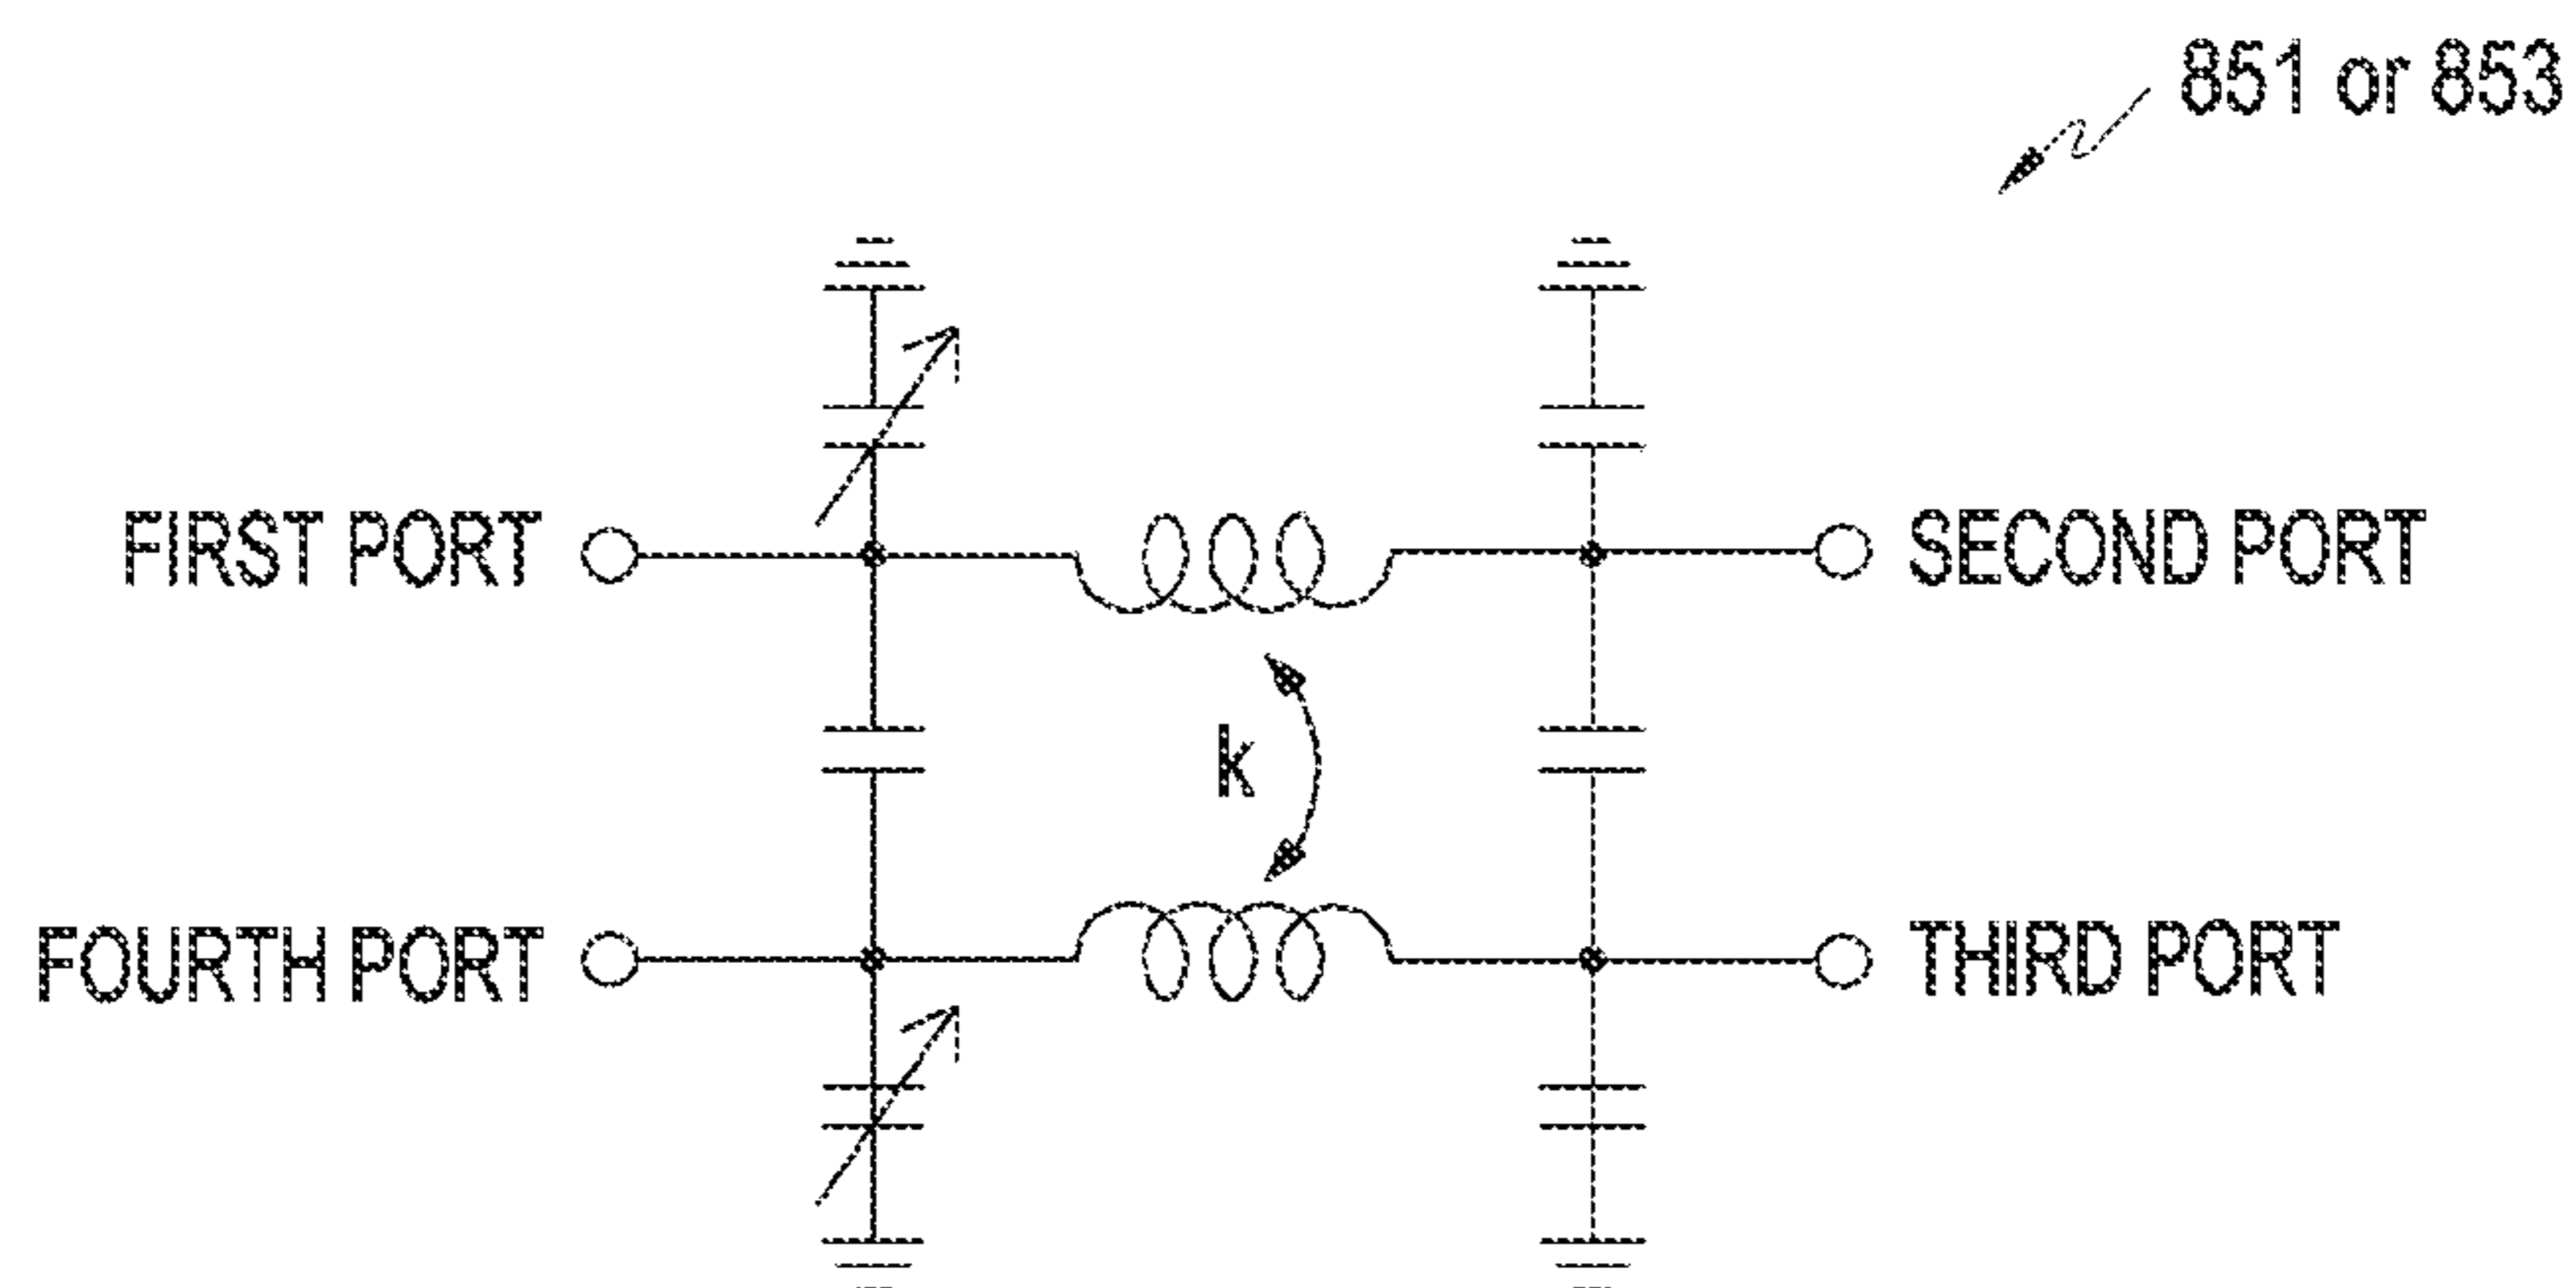 851 or 853
FIRST PORT
SECOND PORT
k
FOURTH PORT
THIRD PORT